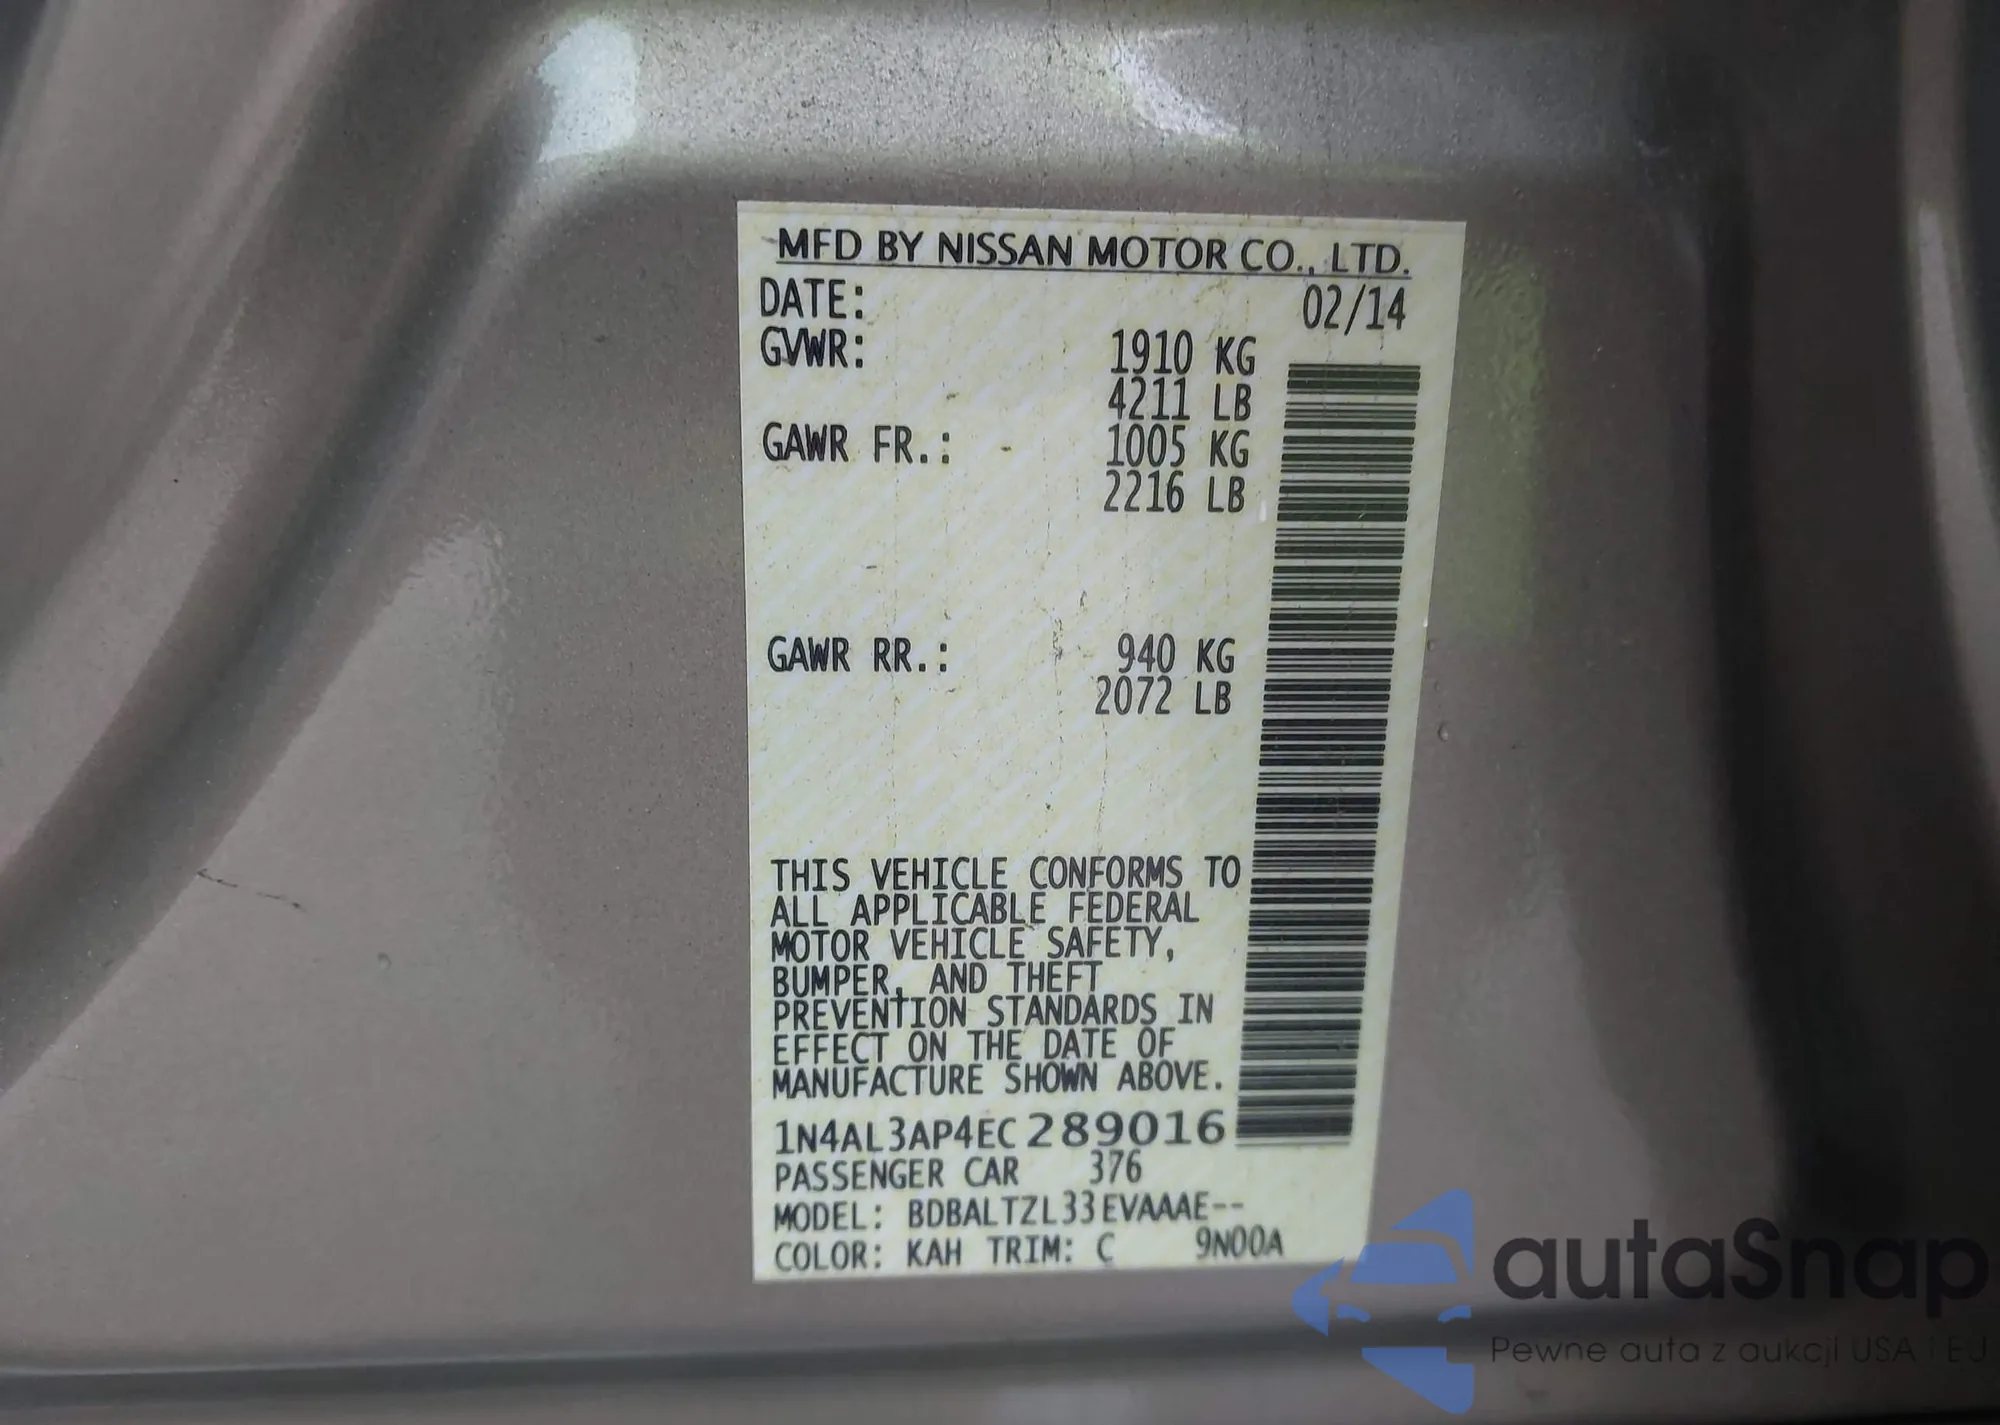 MFD BY NISSAN MOTOR CO., LTD.
DATE: 02/14
GVWR: 1910 KG
4211 LB
GAWR FR.: 1005 KG
2216 LB
GAWR RR.: 940 KG
2072 LB
THIS VEHICLE CONFORMS TO
ALL APPLICABLE FEDERAL
MOTOR VEHICLE SAFETY,
BUMPER, AND THEFT
PREVENTION STANDARDS IN
EFFECT ON THE DATE OF
MANUFACTURE SHOWN ABOVE.
1N4AL3AP4EC289016
PASSENGER CAR 376
MODEL: BDBALTZL33EVAAAE--
COLOR: KAH TRIM: C 9N00A
autaSnap
Pewne auta z aukcji USA i EU